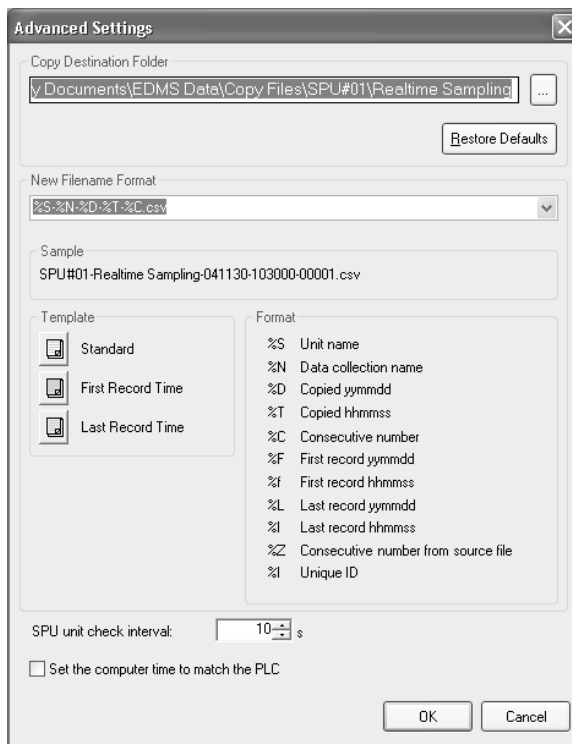 Advanced Settings
Copy Destination Folder
y Documents\EDMS Data\Copy Files\SPU#01\Realtime Sampling
...
Restore Defaults
New Filename Format
%S-%N-%D-%T-%C.csv
Sample
SPU#01-Realtime Sampling-041130-103000-00001.csv
Template
Standard
First Record Time
Last Record Time
Format
%S Unit name
%N Data collection name
%D Copied yymmdd
%T Copied hhmmss
%C Consecutive number
%F First record yymmdd
%f First record hhmmss
%L Last record yymmdd
%l Last record hhmmss
%Z Consecutive number from source file
%I Unique ID
SPU unit check interval: 10 s
Set the computer time to match the PLC
OK Cancel